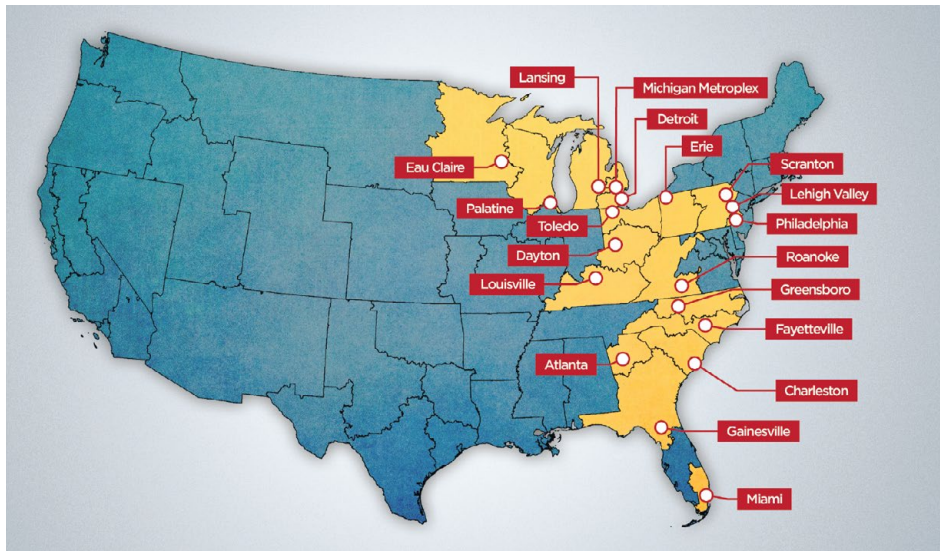 Lansing
Michigan Metroplex
Detroit
Erie
Eau Claire
Scranton
Lehigh Valley
Palatine
Toledo
Philadelphia
Dayton
Roanoke
Louisville
Greensboro
Fayetteville
Atlanta
Charleston
Gainesville
Miami